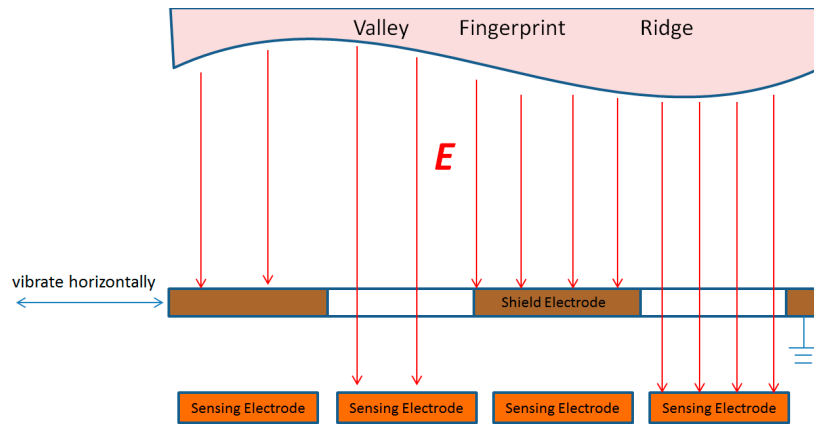 Valley Fingerprint Ridge
E
vibrate horizontally
Shield Electrode
Sensing Electrode Sensing Electrode Sensing Electrode Sensing Electrode